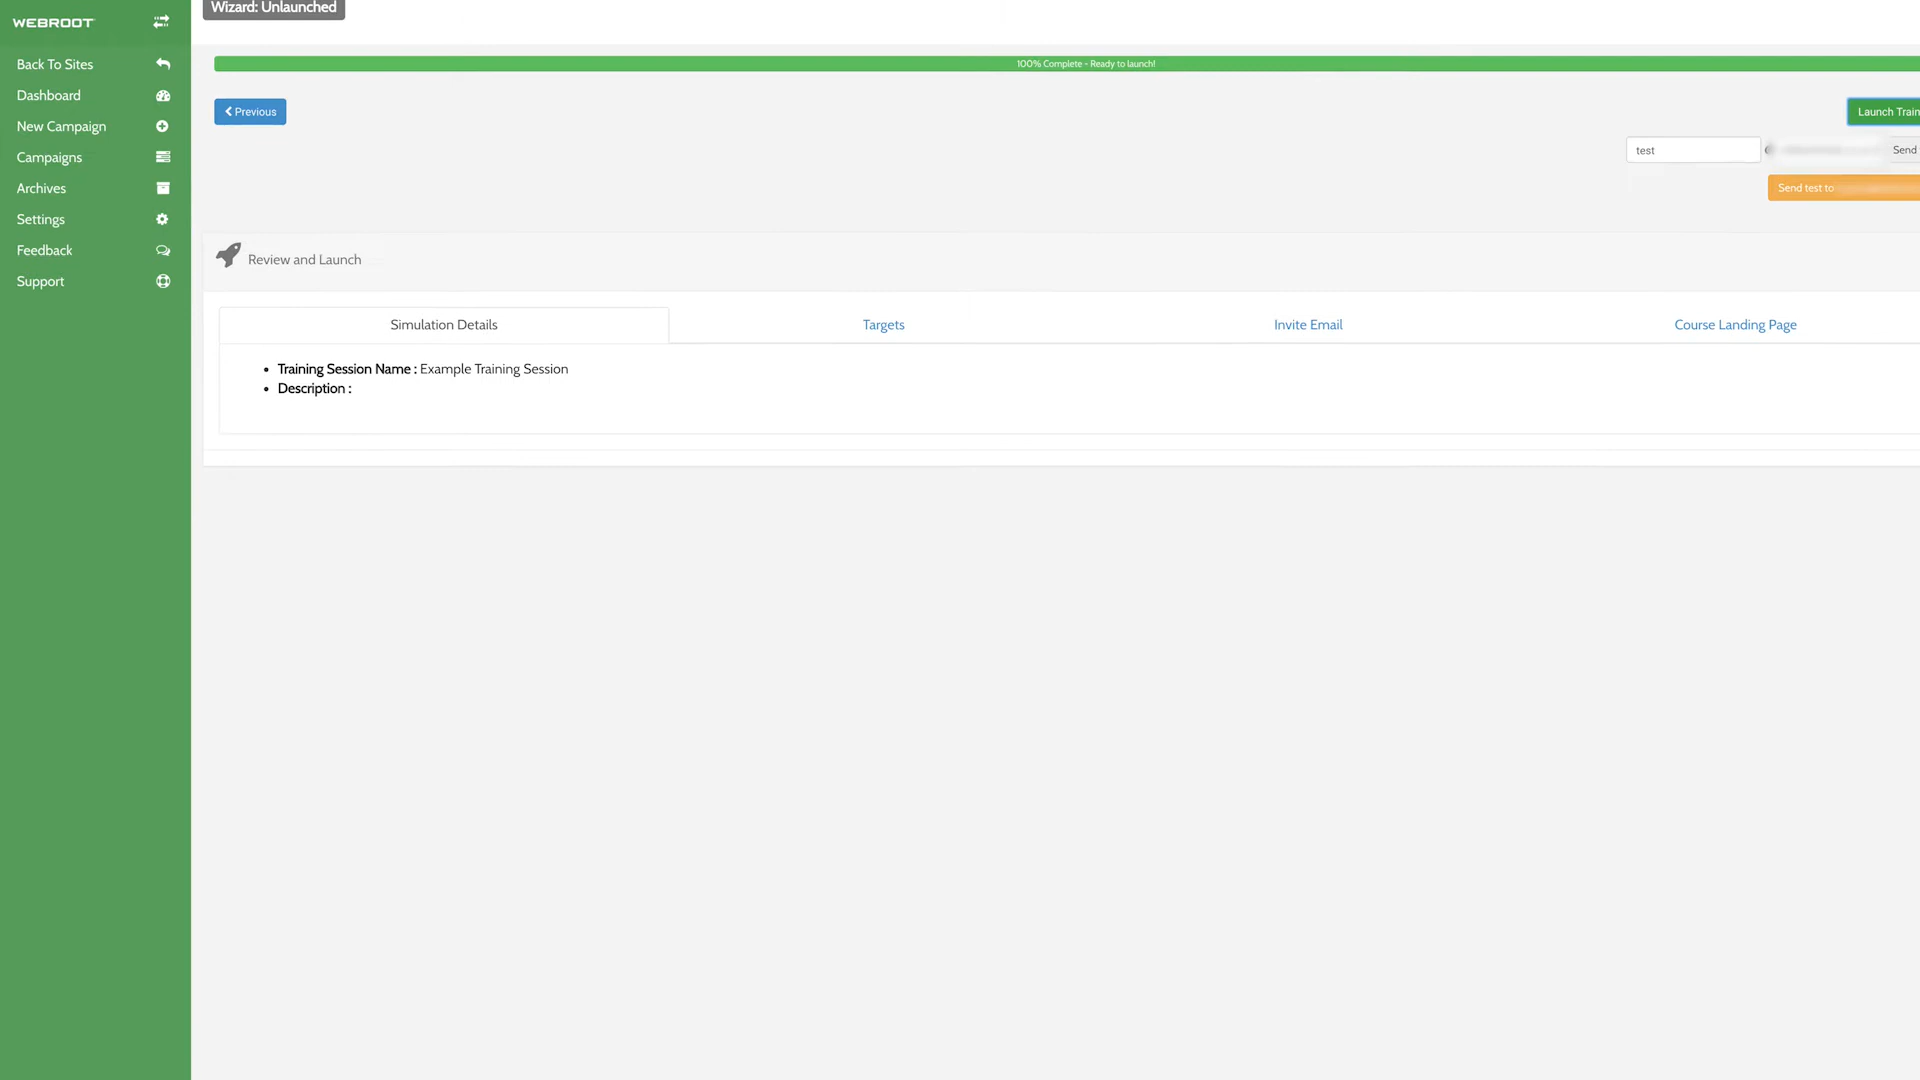 WEBROOT
Wizard: Unlaunched
Back To Sites
Dashboard
New Campaign
Campaigns
Archives
Settings
Feedback
Support
100% Complete - Ready to launch!
Previous
Launch Train
test
Send
Send test to
Review and Launch
Simulation Details
Targets
Invite Email
Course Landing Page
Training Session Name : Example Training Session
Description :